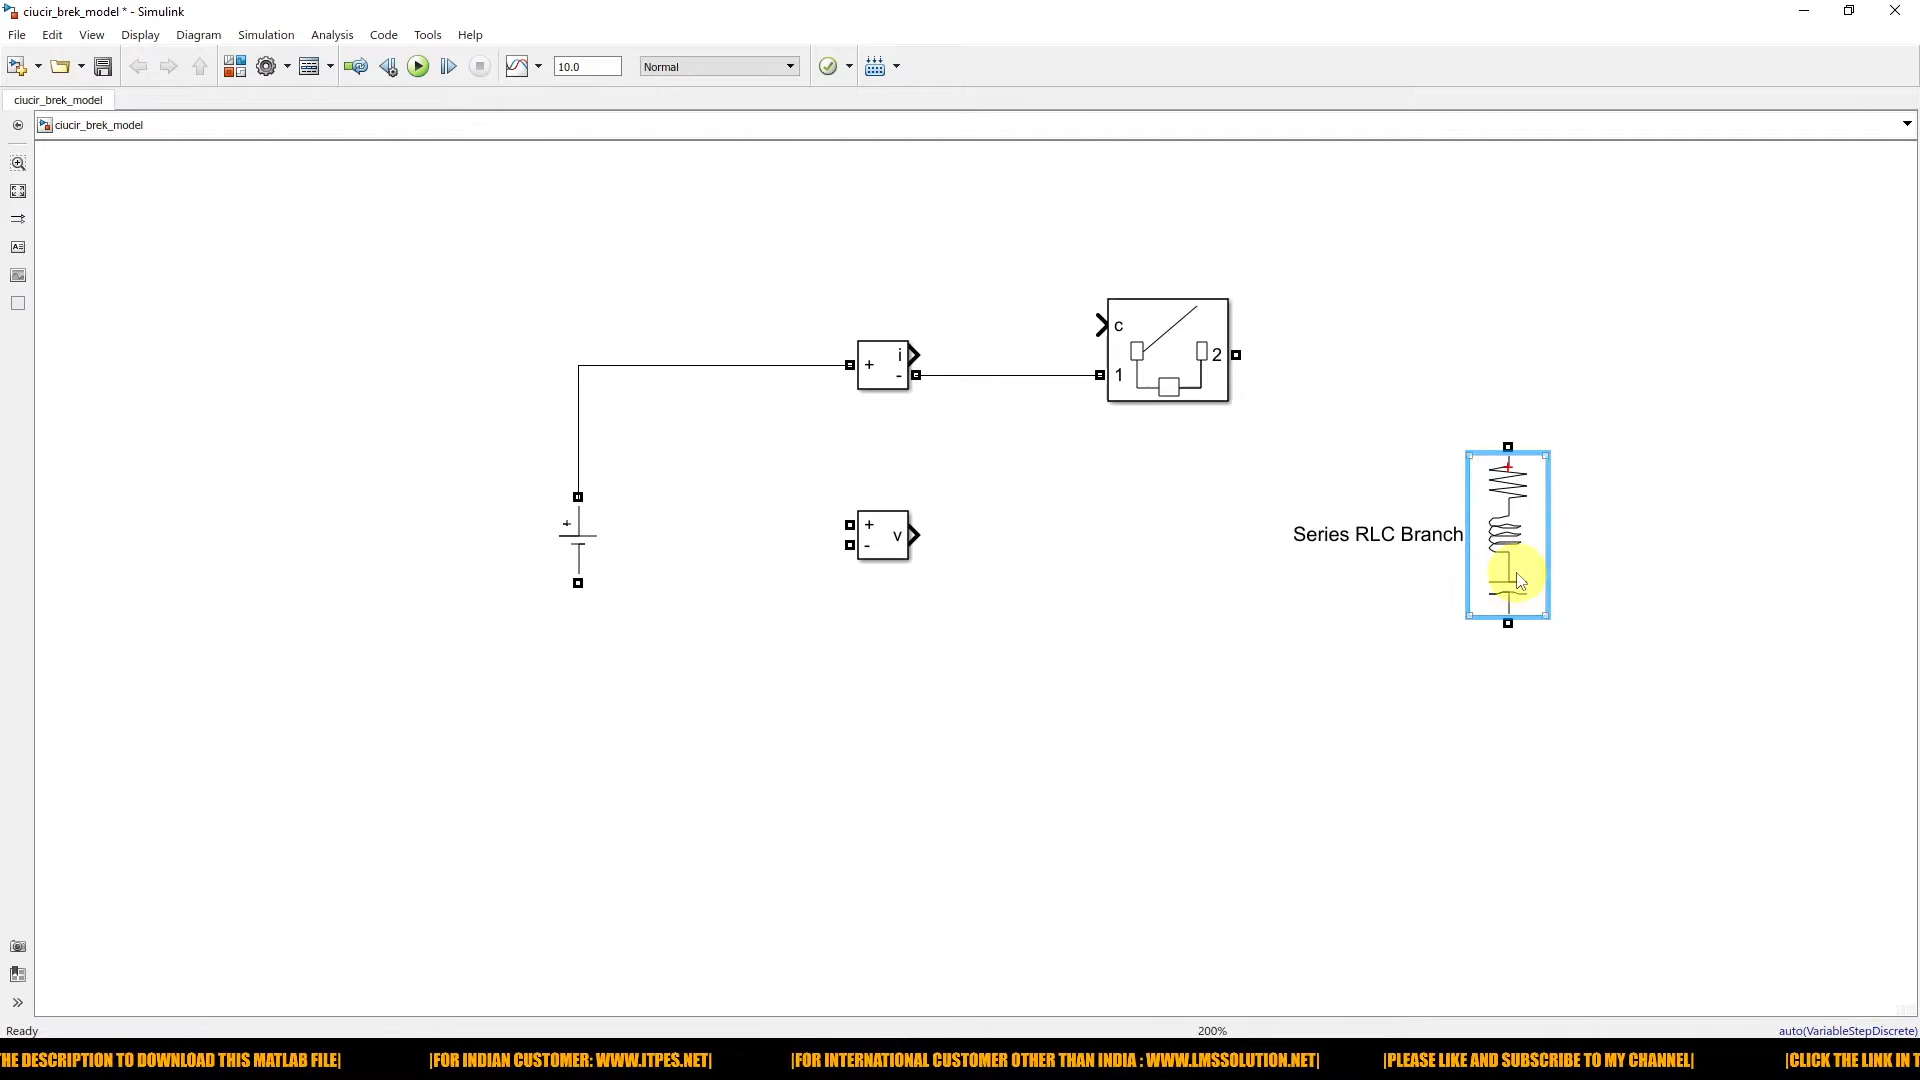 ciucir_brek_model * - Simulink
File Edit View Display Diagram Simulation Analysis Code Tools Help
10.0 Normal
ciucir_brek_model
ciucir_brek_model
c
i
+
-
1
2
+
+
-
v
Series RLC Branch
+
Ready 200% auto(VariableStepDiscrete)
HE DESCRIPTION TO DOWNLOAD THIS MATLAB FILE| |FOR INDIAN CUSTOMER: WWW.ITPES.NET| |FOR INTERNATIONAL CUSTOMER OTHER THAN INDIA : WWW.LMSSOLUTION.NET| |PLEASE LIKE AND SUBSCRIBE TO MY CHANNEL| |CLICK THE LINK IN T